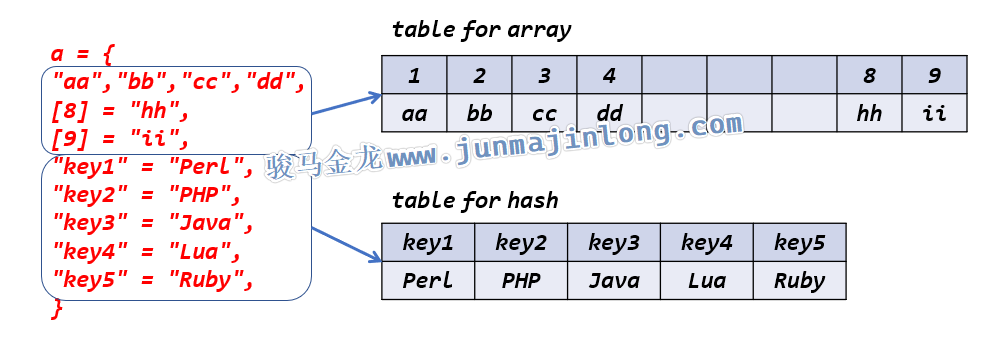 a = {
"aa","bb","cc","dd",
[8] = "hh",
[9] = "ii",
"key1" = "Perl",
"key2" = "PHP",
"key3" = "Java",
"key4" = "Lua",
"key5" = "Ruby",
}
table for array
1 2 3 4 8 9
aa bb cc dd hh ii
骏马金龙www.junmajinlong.com
table for hash
key1 key2 key3 key4 key5
Perl PHP Java Lua Ruby